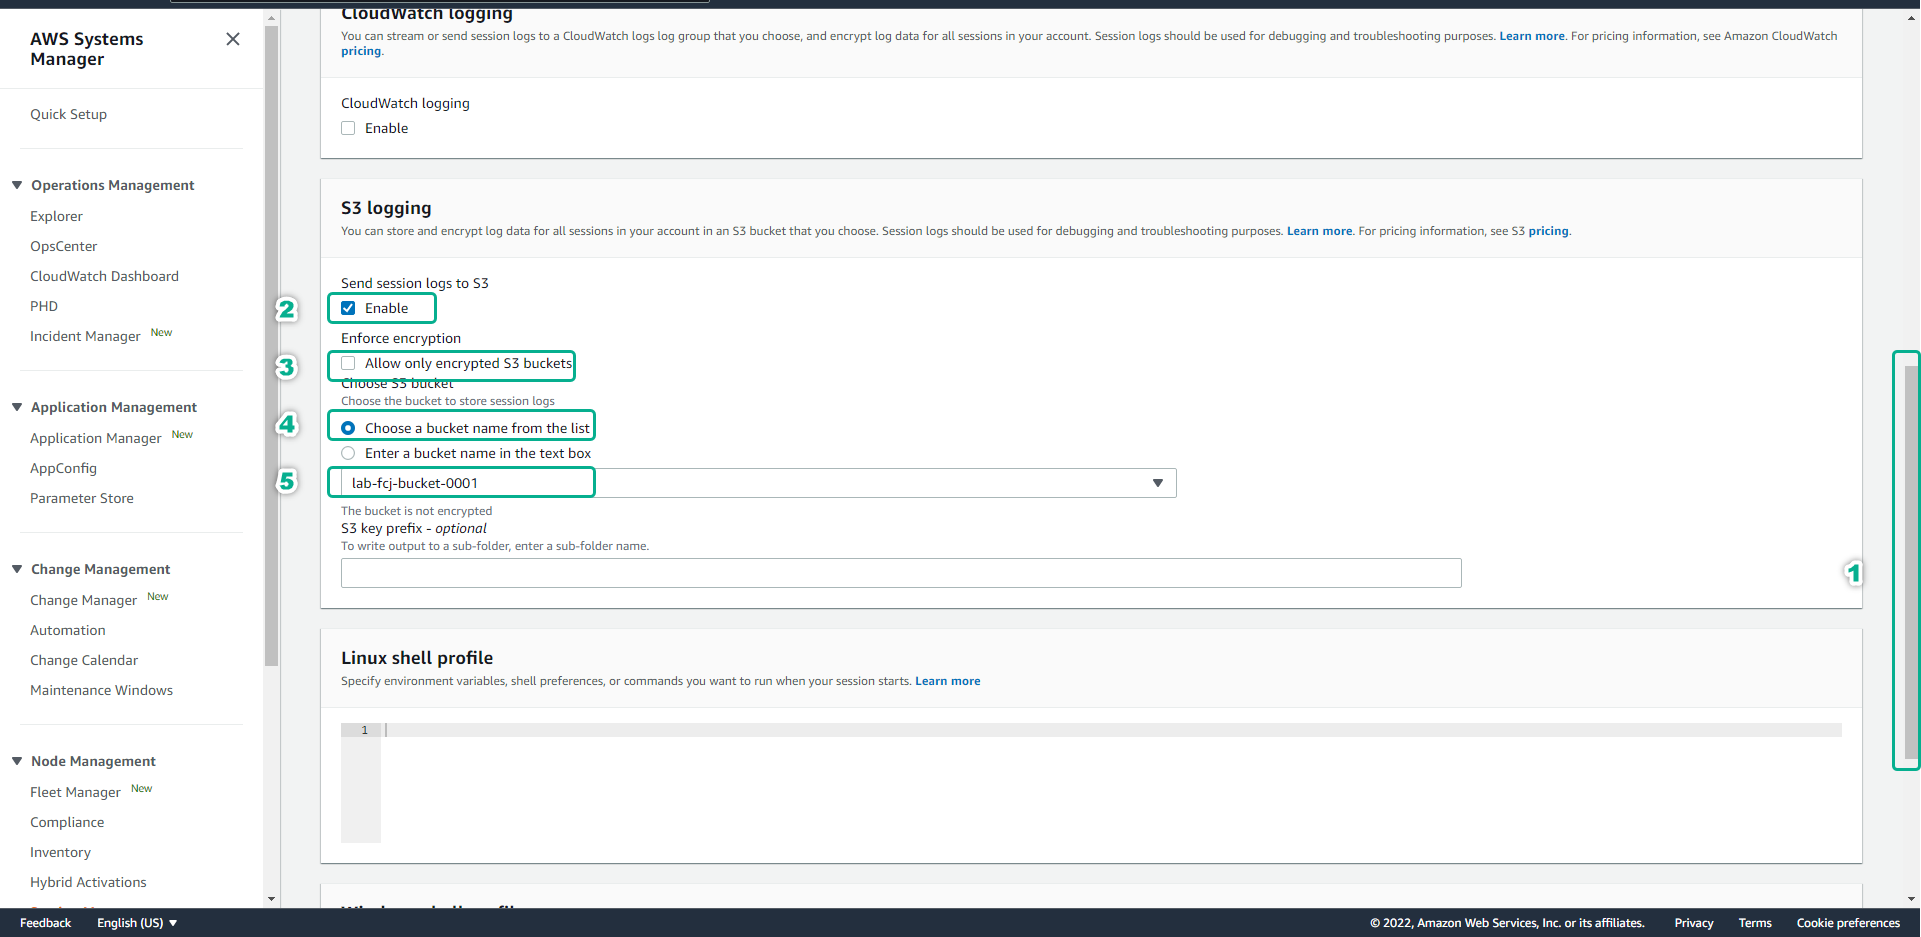 AWS Systems
Manager
Quick Setup
Operations Management
Explorer
OpsCenter
CloudWatch Dashboard
PHD
Incident Manager New
Application Management
Application Manager New
AppConfig
Parameter Store
Change Management
Change Manager New
Automation
Change Calendar
Maintenance Windows
Node Management
Fleet Manager New
Compliance
Inventory
Hybrid Activations
CloudWatch logging
You can stream or send session logs to a CloudWatch logs log group that you choose, and encrypt log data for all sessions in your account. Session logs should be used for debugging and troubleshooting purposes. Learn more. For pricing information, see Amazon CloudWatch
pricing.
CloudWatch logging
Enable
S3 logging
You can store and encrypt log data for all sessions in your account in an S3 bucket that you choose. Session logs should be used for debugging and troubleshooting purposes. Learn more. For pricing information, see S3 pricing.
Send session logs to S3
2 Enable
Enforce encryption
3 Allow only encrypted S3 buckets
Choose S3 bucket
Choose the bucket to store session logs
4 Choose a bucket name from the list
Enter a bucket name in the text box
5 lab-fcj-bucket-0001
The bucket is not encrypted
S3 key prefix - optional
To write output to a sub-folder, enter a sub-folder name.
1
Linux shell profile
Specify environment variables, shell preferences, or commands you want to run when your session starts. Learn more
1
Feedback English (US)
© 2022, Amazon Web Services, Inc. or its affiliates. Privacy Terms Cookie preferences